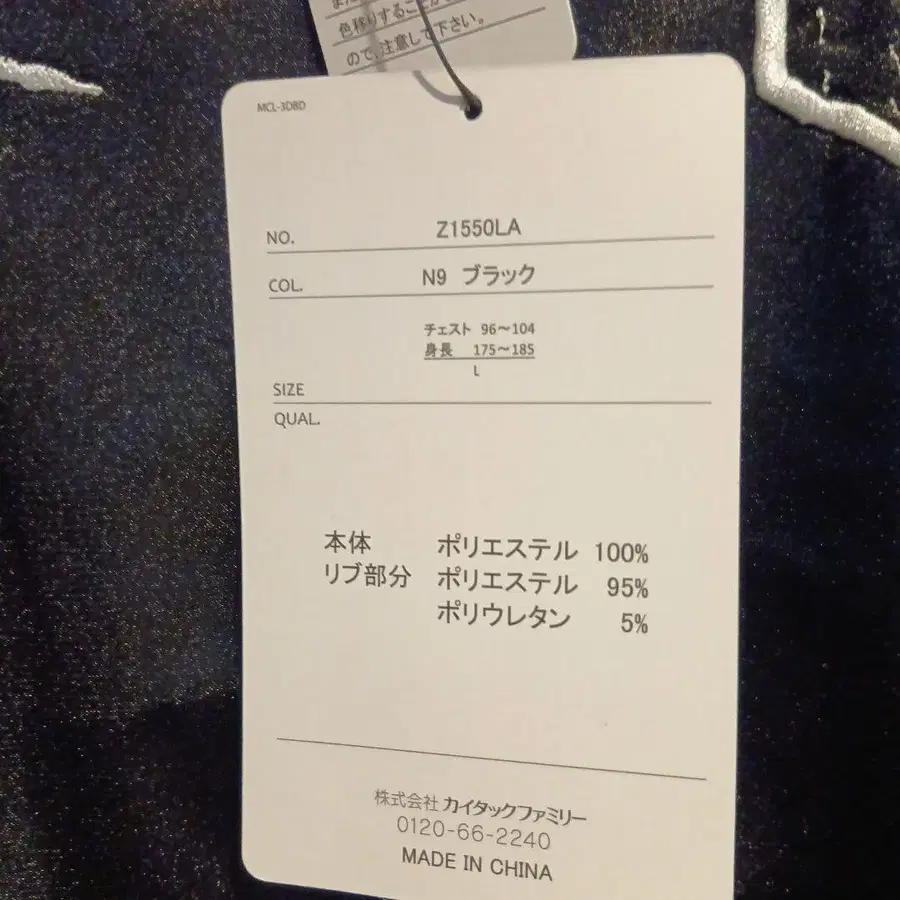 色移りすることが
ので、注意して下さい。
MCL-3DBD
NO. Z1550LA
COL. N9 ブラック
チェスト 96～104
身長 175～185
L
SIZE
QUAL.
本体 ポリエステル 100%
リブ部分 ポリエステル 95%
ポリウレタン 5%
株式会社 カイタックファミリー
0120-66-2240
MADE IN CHINA